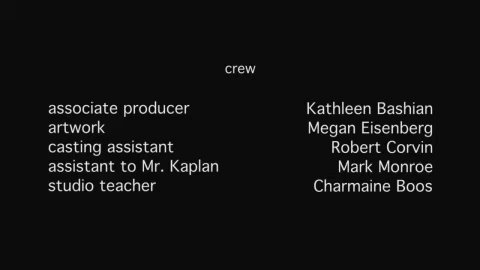 crew
associate producer Kathleen Bashian
artwork Megan Eisenberg
casting assistant Robert Corvin
assistant to Mr. Kaplan Mark Monroe
studio teacher Charmaine Boos